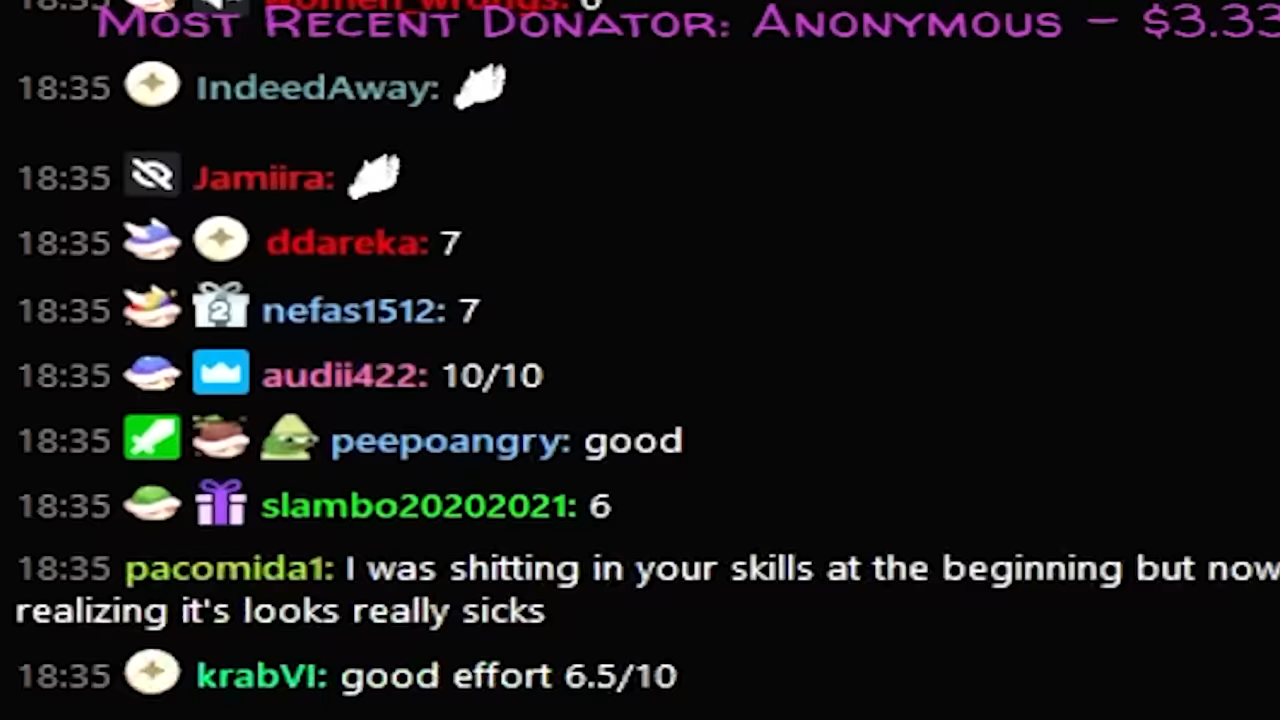 Most Recent Donator: Anonymous – $3.33
18:35 IndeedAway:
18:35 Jamiira:
18:35 ddareka: 7
18:35 2 nefas1512: 7
18:35 audii422: 10/10
18:35 peepoangry: good
18:35 slambo20202021: 6
18:35 pacomida1: I was shitting in your skills at the beginning but now
realizing it's looks really sicks
18:35 krabVI: good effort 6.5/10